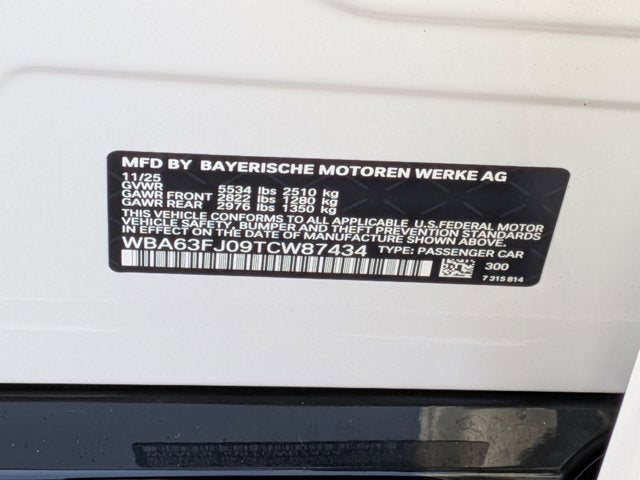 MFD BY BAYERISCHE MOTOREN WERKE AG
11/25
GVWR 5534 lbs 2510 kg
GAWR FRONT 2822 lbs 1280 kg
GAWR REAR 2976 lbs 1350 kg
THIS VEHICLE CONFORMS TO ALL APPLICABLE U.S.FEDERAL MOTOR
VEHICLE SAFETY, BUMPER AND THEFT PREVENTION STANDARDS
IN EFFECT ON THE DATE OF MANUFACTURE SHOWN ABOVE.
WBA63FJ09TCW87434 TYPE: PASSENGER CAR
300
7 315 814